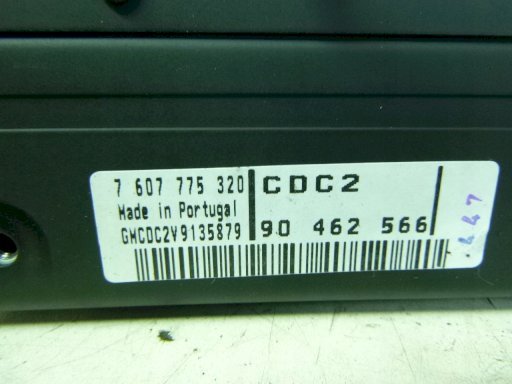 7 607 775 320 CDC2
Made in Portugal
GMCDC2V9135879 90 462 566